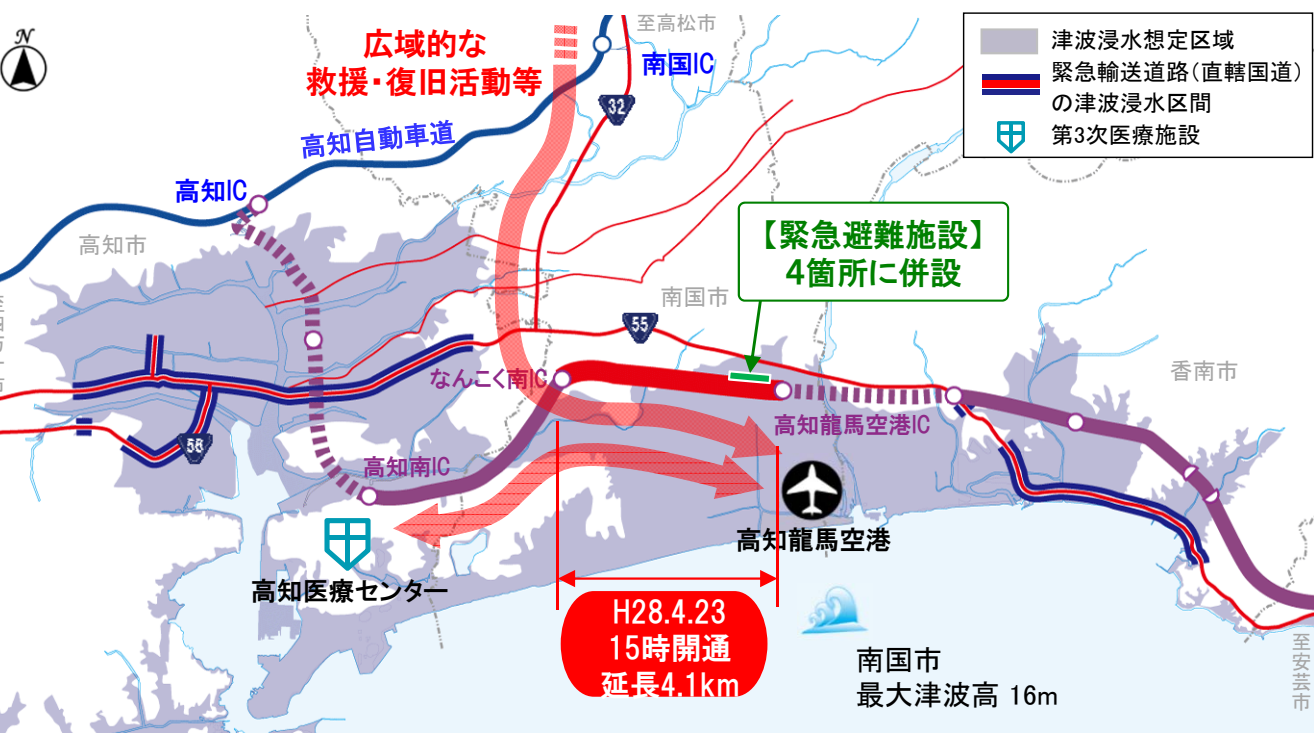 N
至高松市
広域的な
救援・復旧活動等
南国IC
津波浸水想定区域
緊急輸送道路(直轄国道)
の津波浸水区間
第3次医療施設
32
高知自動車道
高知IC
高知市
【緊急避難施設】
4箇所に併設
南国市
55
なんこく南IC
香南市
高知龍馬空港IC
58
高知南IC
高知龍馬空港
高知医療センター
H28.4.23
15時開通
延長4.1km
南国市
最大津波高 16m
至安芸市